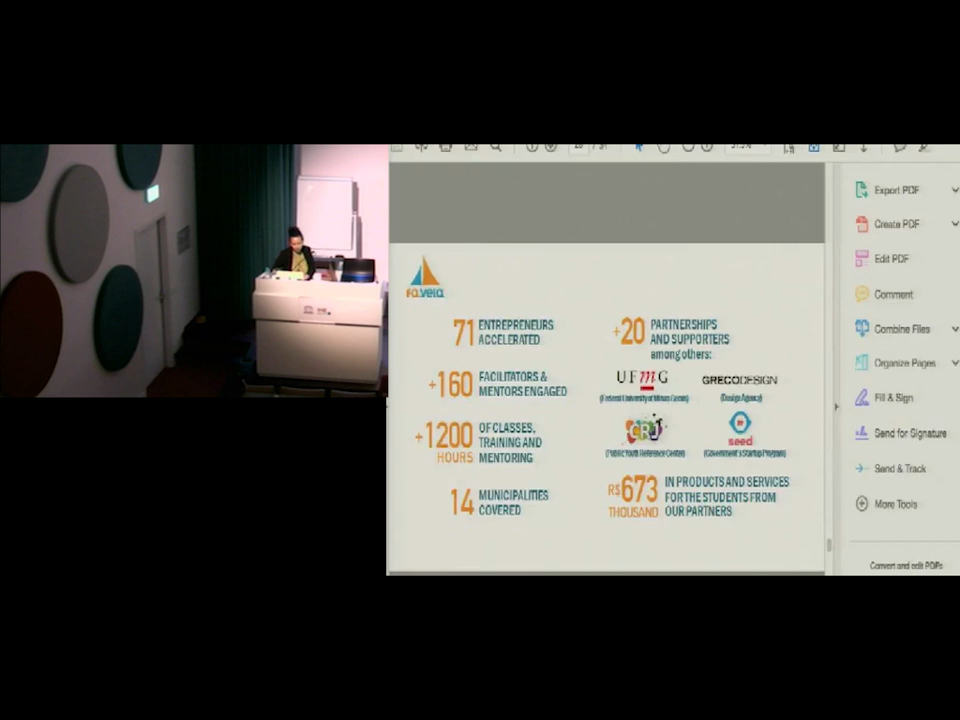 Export PDF
Create PDF
Edit PDF
Comment
Combine Files
Organize Pages
Fill & Sign
Send for Signature
Send & Track
More Tools
Convert and edit PDFs
fa.vela
71 ENTREPRENEURS
ACCELERATED
+160 FACILITATORS &
MENTORS ENGAGED
+1200 OF CLASSES,
HOURS TRAINING AND
MENTORING
14 MUNICIPALITIES
COVERED
+20 PARTNERSHIPS
AND SUPPORTERS
among others:
UFmG
(Federal University of Minas Gerais)
GRECODESIGN
(Design Agency)
CRJ
(Public Youth Reference Center)
seed
(Government's Startup Program)
R$673 IN PRODUCTS AND SERVICES
THOUSAND FOR THE STUDENTS FROM
OUR PARTNERS